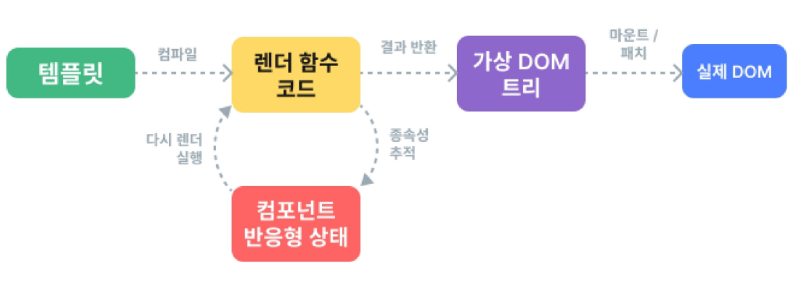 템플릿
컴파일
렌더 함수
코드
결과 반환
가상 DOM
트리
마운트 /
패치
실제 DOM
다시 렌더
실행
종속성
추적
컴포넌트
반응형 상태